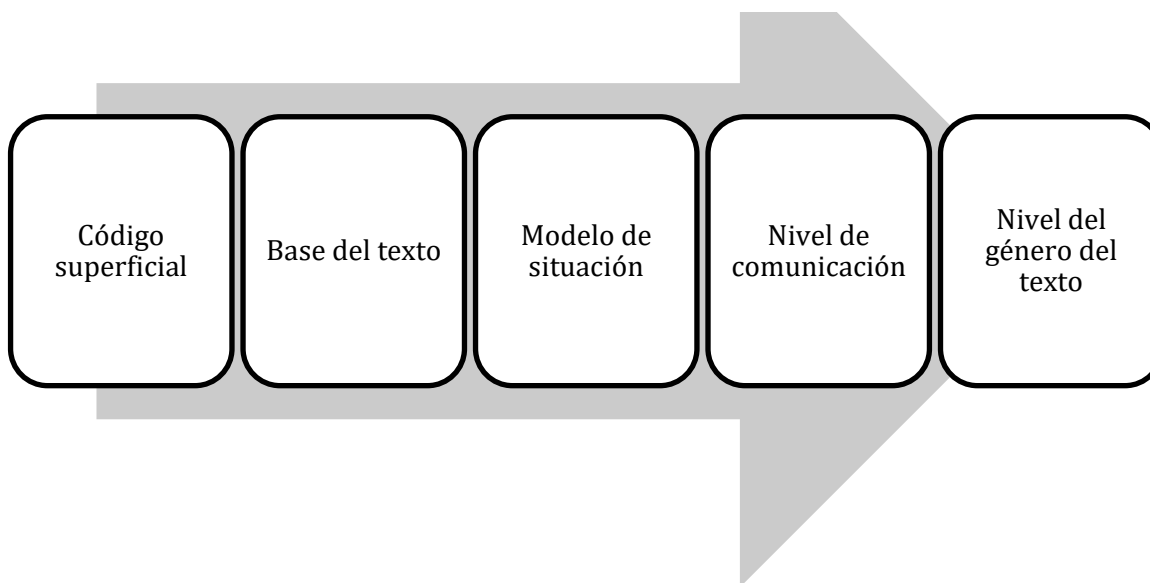 Código
superficial
Base del texto
Modelo de
situación
Nivel de
comunicación
Nivel del
género del
texto